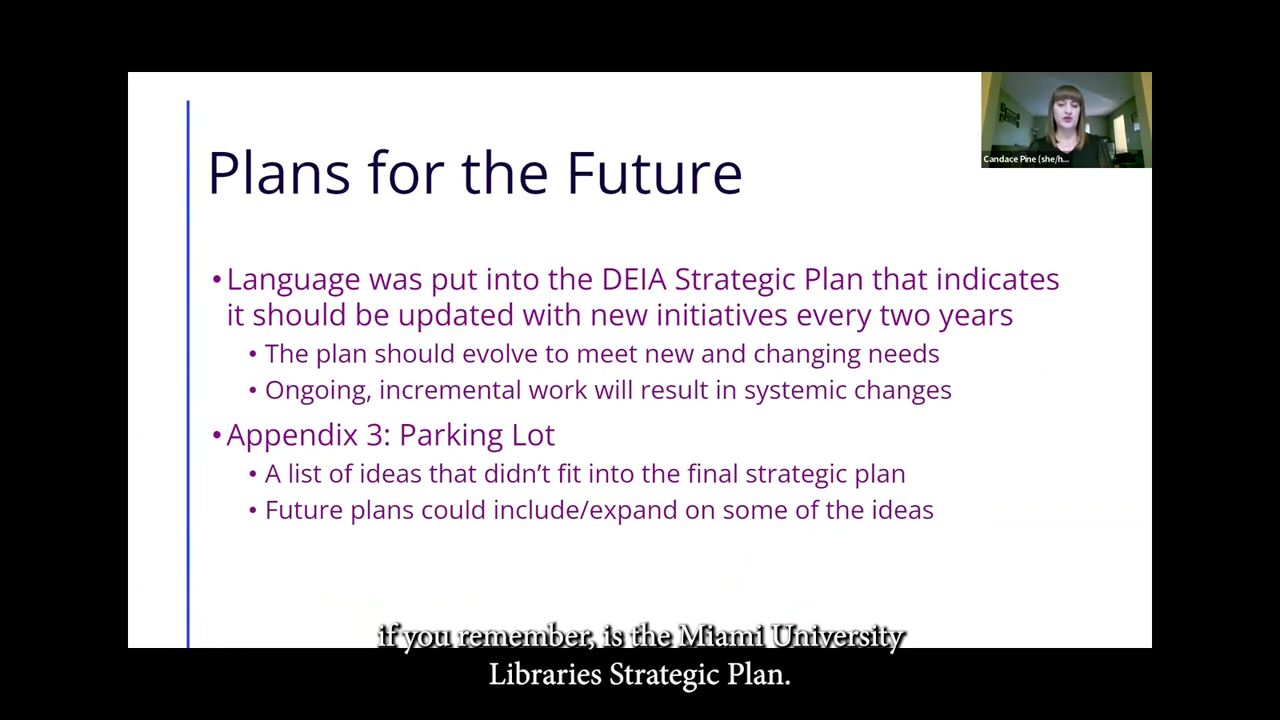 Candace Pine (she/h...
Plans for the Future
• Language was put into the DEIA Strategic Plan that indicates
it should be updated with new initiatives every two years
• The plan should evolve to meet new and changing needs
• Ongoing, incremental work will result in systemic changes
• Appendix 3: Parking Lot
• A list of ideas that didn’t fit into the final strategic plan
• Future plans could include/expand on some of the ideas
if you remember, is the Miami University
Libraries Strategic Plan.